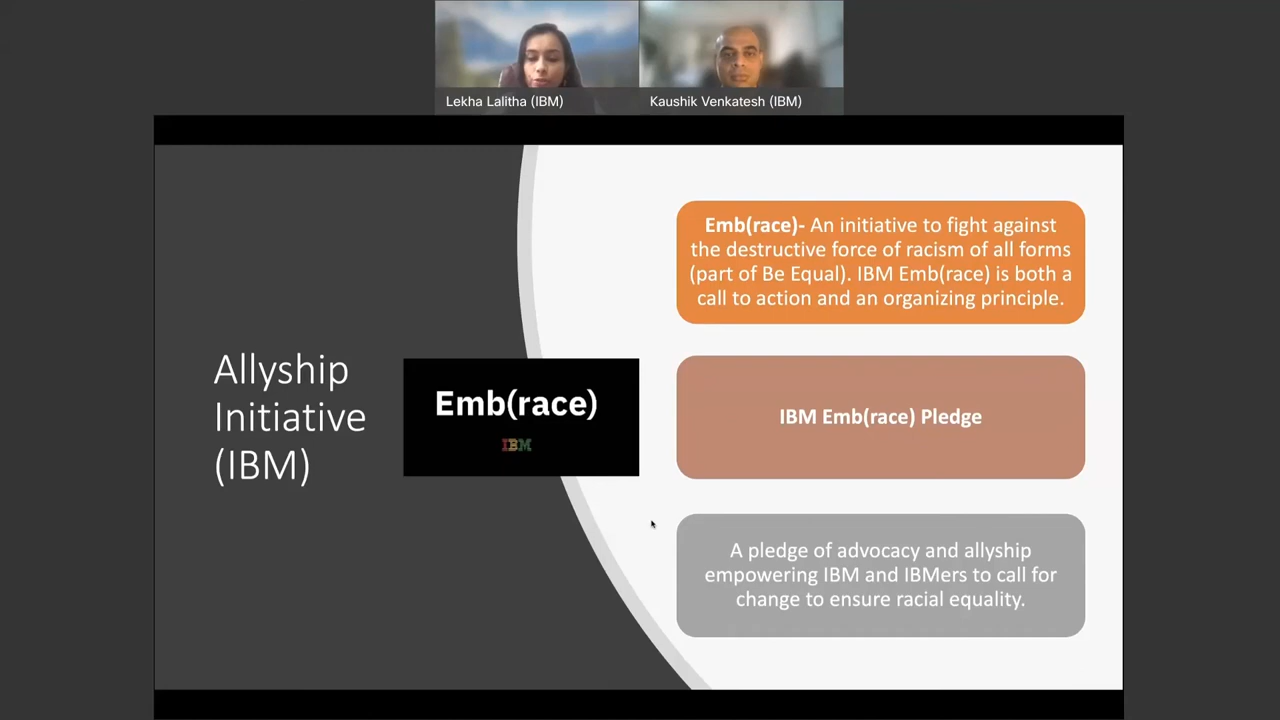 Lekha Lalitha (IBM)
Kaushik Venkatesh (IBM)
Allyship
Initiative
(IBM)
Emb(race)
IBM
Emb(race)- An initiative to fight against
the destructive force of racism of all forms
(part of Be Equal). IBM Emb(race) is both a
call to action and an organizing principle.
IBM Emb(race) Pledge
A pledge of advocacy and allyship
empowering IBM and IBMers to call for
change to ensure racial equality.